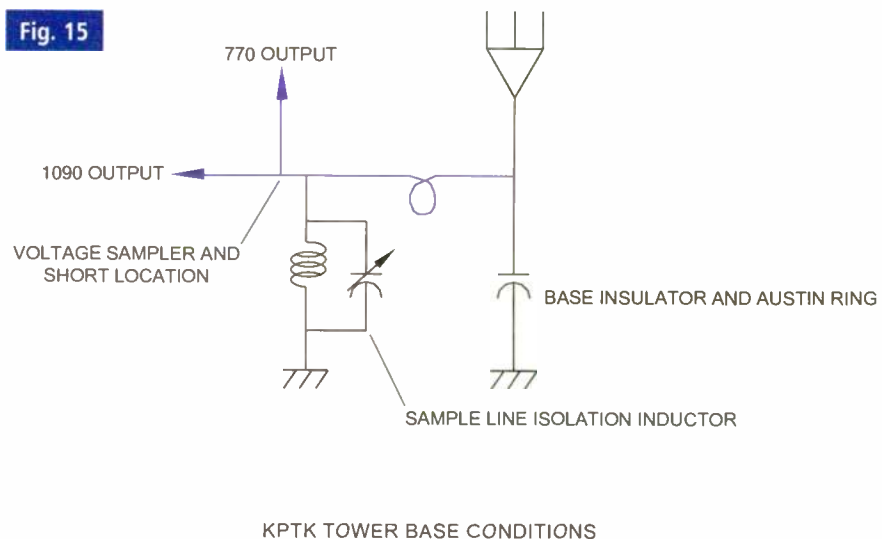 Fig. 15
770 OUTPUT
1090 OUTPUT
VOLTAGE SAMPLER AND
SHORT LOCATION
BASE INSULATOR AND AUSTIN RING
SAMPLE LINE ISOLATION INDUCTOR
KPTK TOWER BASE CONDITIONS